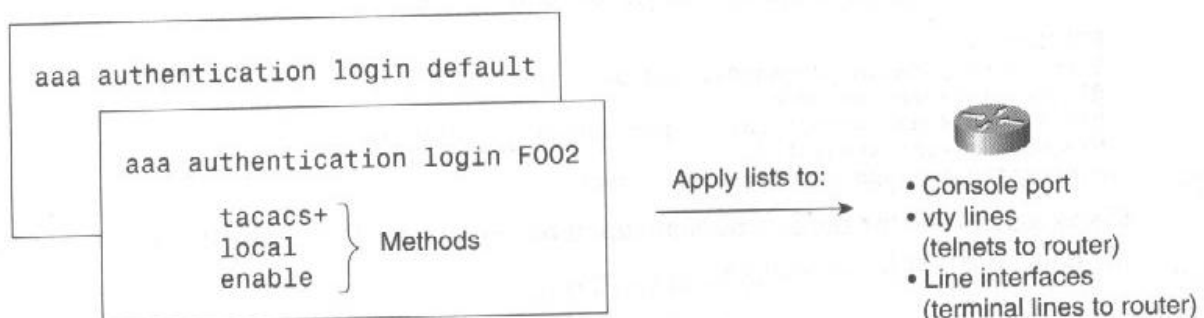 aaa authentication login default
aaa authentication login FOO2
tacacs+
local
enable
Methods
Apply lists to:
• Console port
• vty lines
(telnets to router)
• Line interfaces
(terminal lines to router)